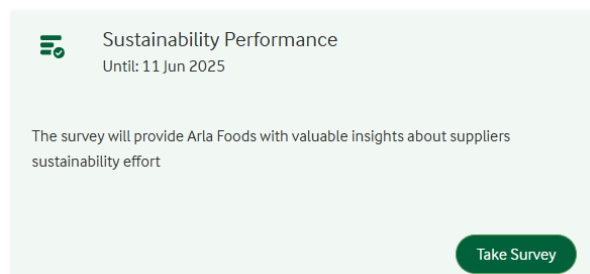 Sustainability Performance
Until: 11 Jun 2025
The survey will provide Arla Foods with valuable insights about suppliers
sustainability effort
Take Survey